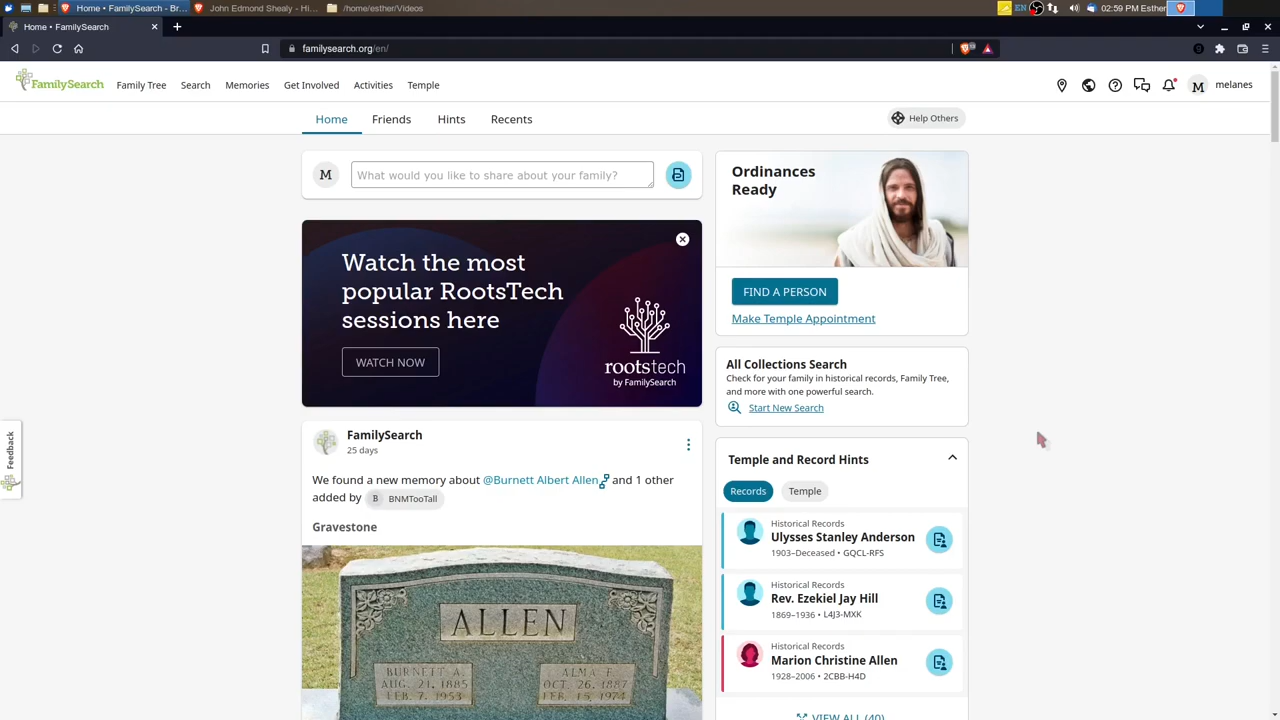 Home • FamilySearch - Br...
John Edmond Shealy - Hi...
/home/esther/Videos
EN
02:59 PM Esther
Home • FamilySearch
familysearch.org/en/
FamilySearch
Family Tree
Search
Memories
Get Involved
Activities
Temple
M
melanes
Home
Friends
Hints
Recents
Help Others
M
What would you like to share about your family?
Watch the most
popular RootsTech
sessions here
WATCH NOW
rootstech
by FamilySearch
FamilySearch
25 days
We found a new memory about @Burnett Albert Allen and 1 other
added by B BNMTooTall
Gravestone
ALLEN
BURNETT A.
AUG. 21, 1885
FEB. 7, 1953
ALMA F.
OCT. 26, 1887
FEB. 15, 1974
Ordinances
Ready
FIND A PERSON
Make Temple Appointment
All Collections Search
Check for your family in historical records, Family Tree,
and more with one powerful search.
Start New Search
Temple and Record Hints
Records
Temple
Historical Records
Ulysses Stanley Anderson
1903–Deceased • GQCL-RFS
Historical Records
Rev. Ezekiel Jay Hill
1869–1936 • L4J3-MXK
Historical Records
Marion Christine Allen
1928–2006 • 2CBB-H4D
VIEW ALL (40)
Feedback